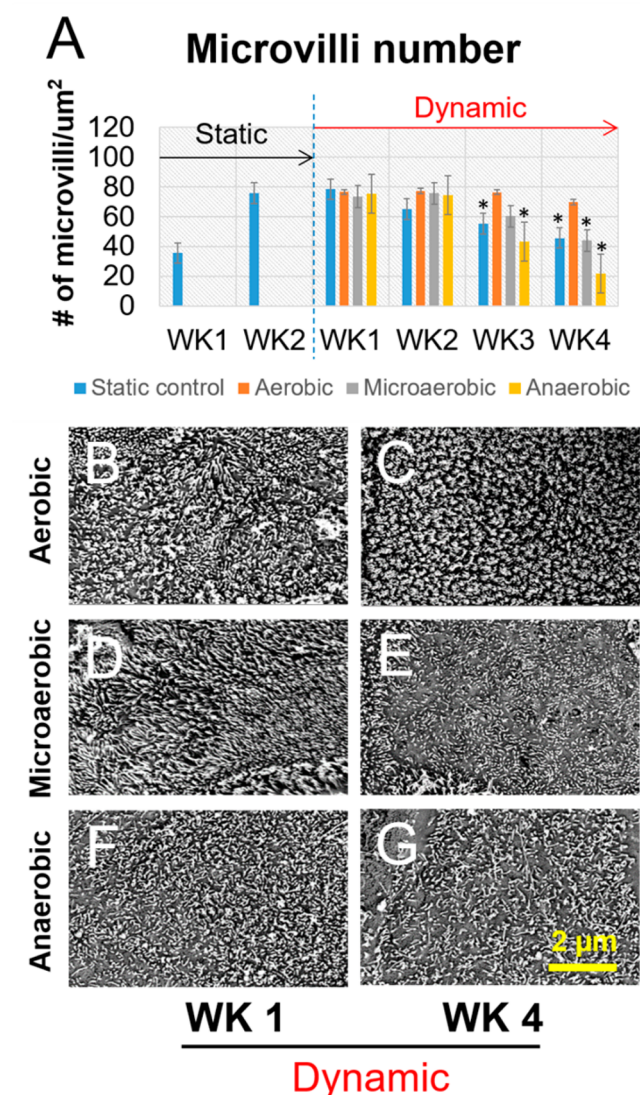 A
Microvilli number
# of microvilli/um²
Static
Dynamic
120
100
80
60
40
20
0
* * * * *
WK1 WK2 WK1 WK2 WK3 WK4
Static control Aerobic Microaerobic Anaerobic
Aerobic
B C
Microaerobic
D E
Anaerobic
F G
2 µm
WK 1 WK 4
Dynamic